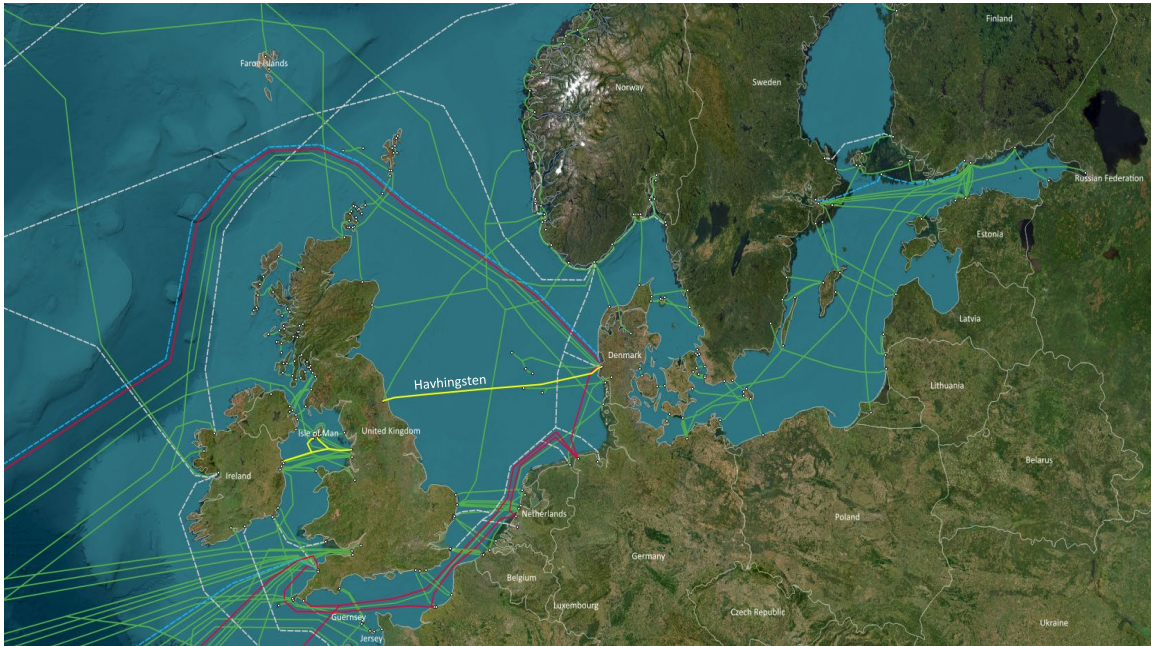 Finland
Faroe Islands
Sweden
Norway
Russian Federation
Estonia
Latvia
Denmark
Havhingsten
Lithuania
Isle of Man
United Kingdom
Belarus
Ireland
Netherlands
Poland
Germany
Belgium
Luxembourg
Czech Republic
Guernsey
Ukraine
Jersey